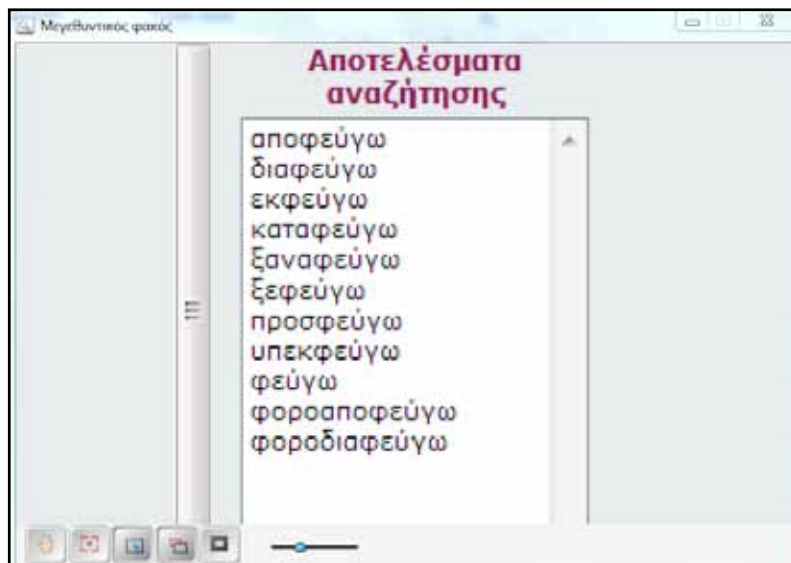 Μεγεθυντικός φακός
Αποτελέσματα
αναζήτησης
αποφεύγω
διαφεύγω
εκφεύγω
καταφεύγω
ξαναφεύγω
ξεφεύγω
προσφεύγω
υπεκφεύγω
φεύγω
φοροαποφεύγω
φοροδιαφεύγω